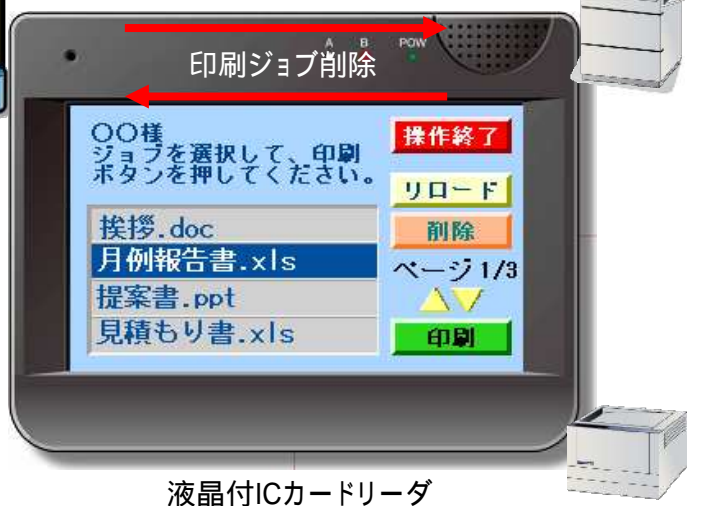 A B POW
印刷ジョブ削除
〇〇様
ジョブを選択して、印刷
ボタンを押してください。
操作終了
リロード
削除
挨拶.doc
月例報告書.xls
提案書.ppt
見積もり書.xls
ページ 1/3
印刷
液晶付ICカードリーダ